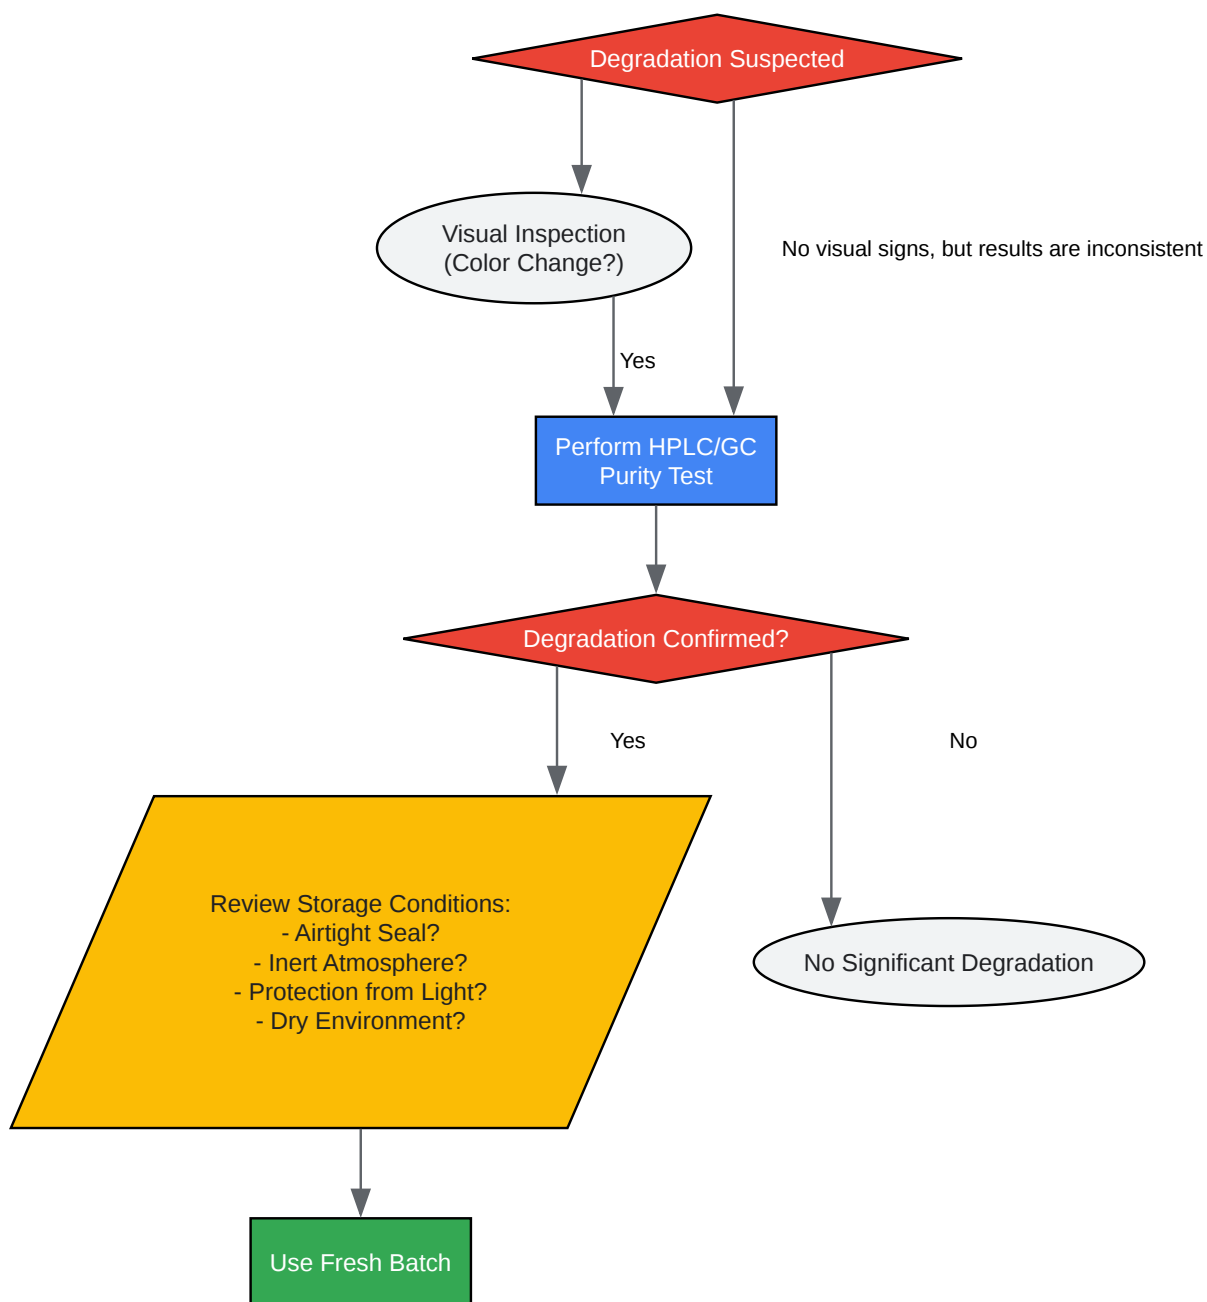 Degradation Suspected
Visual Inspection
(Color Change?)
No visual signs, but results are inconsistent
Yes
Perform HPLC/GC
Purity Test
Degradation Confirmed?
Yes
No
Review Storage Conditions:
- Airtight Seal?
- Inert Atmosphere?
- Protection from Light?
- Dry Environment?
No Significant Degradation
Use Fresh Batch